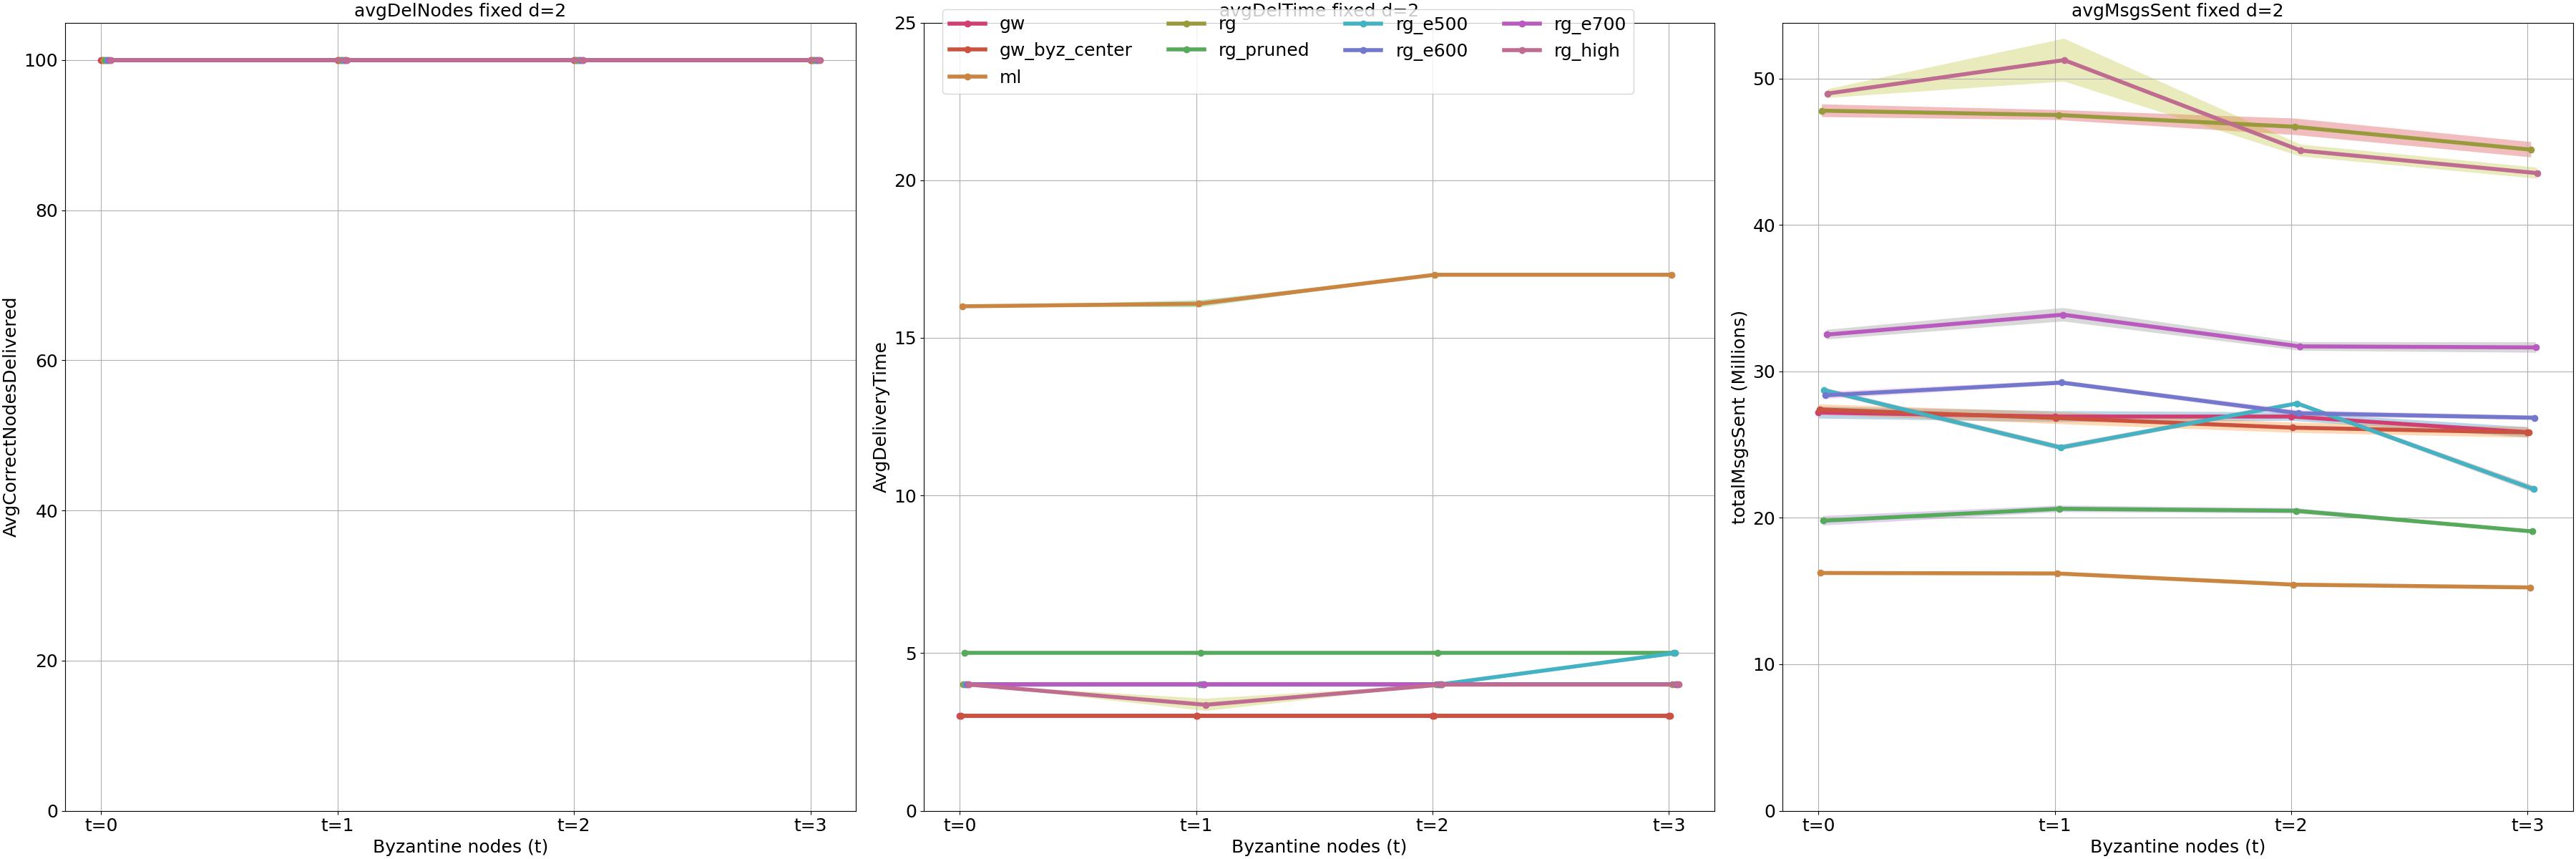 avgDelNodes fixed d=2
AvgCorrectNodesDelivered
100
80
60
40
20
0
t=0 t=1 t=2 t=3
Byzantine nodes (t)
avgDelTime fixed d=2
gw rg rg_e500 rg_e700
gw_byz_center rg_pruned rg_e600 rg_high
ml
AvgDeliveryTime
25
20
15
10
5
0
t=0 t=1 t=2 t=3
Byzantine nodes (t)
avgMsgsSent fixed d=2
totalMsgsSent (Millions)
50
40
30
20
10
0
t=0 t=1 t=2 t=3
Byzantine nodes (t)